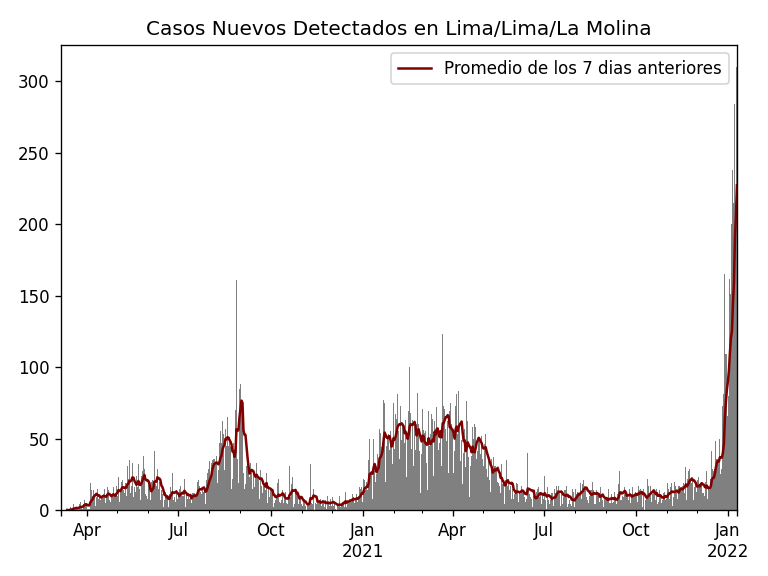 Casos Nuevos Detectados en Lima/Lima/La Molina
Promedio de los 7 dias anteriores
300
250
200
150
100
50
0
Apr Jul Oct Jan Apr Jul Oct Jan
2021 2022